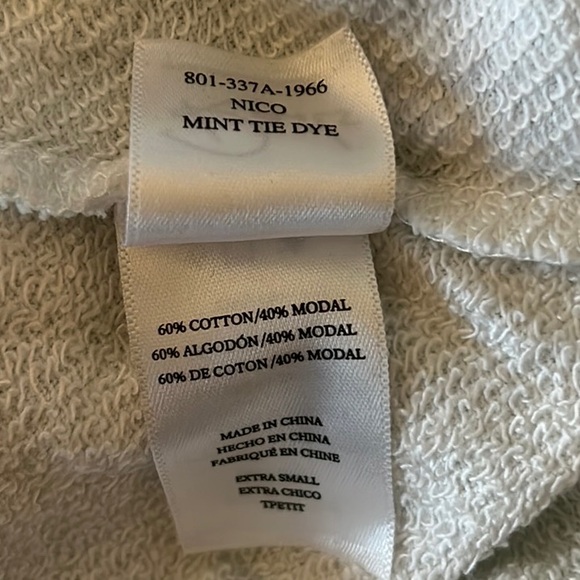 801-337A-1966
NICO
MINT TIE DYE
60% COTTON/40% MODAL
60% ALGODÓN/40% MODAL
60% DE COTON/40% MODAL
MADE IN CHINA
HECHO EN CHINA
FABRIQUÉ EN CHINE
EXTRA SMALL
EXTRA CHICO
TPETIT